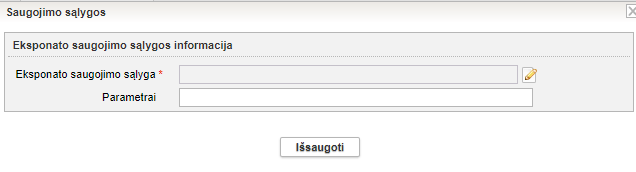 Saugojimo sąlygos
Eksponato saugojimo sąlygos informacija
Eksponato saugojimo sąlyga *
Parametrai
Išsaugoti